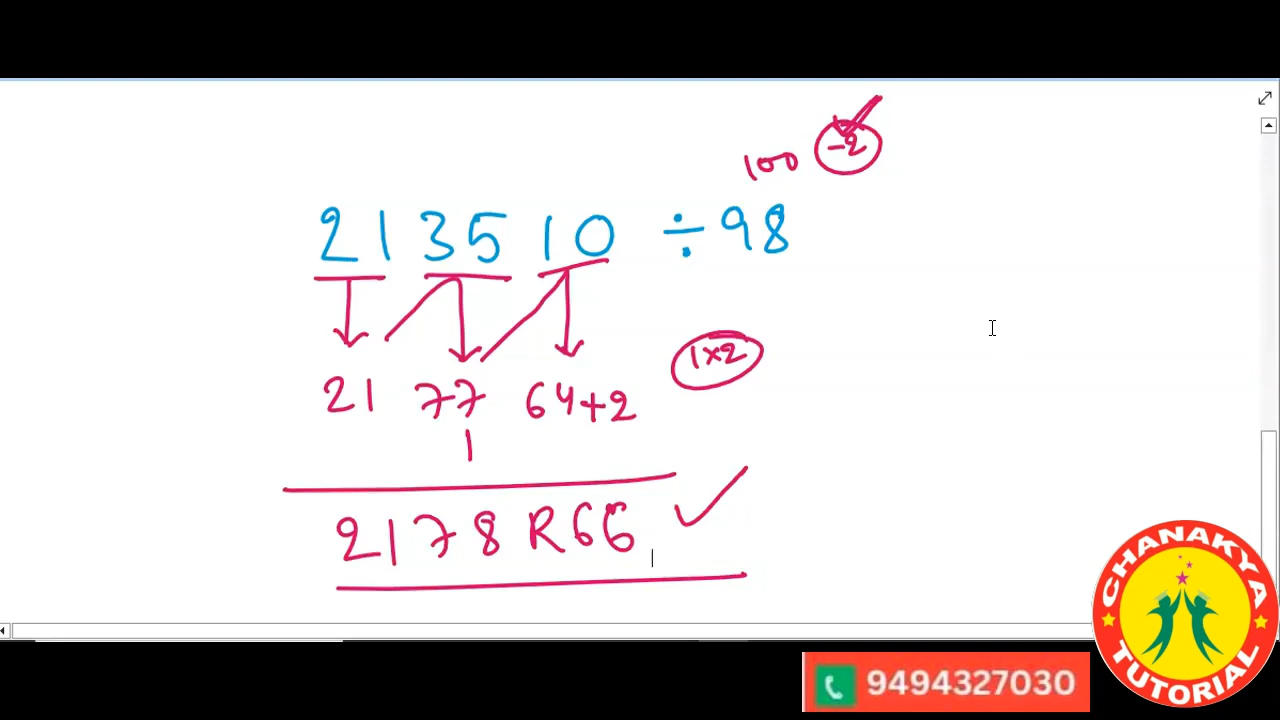 100 -2
213510 ÷98
1×2
21 77 64+2
1
2178 R66
CHANAKYA
TUTORIAL
9494327030